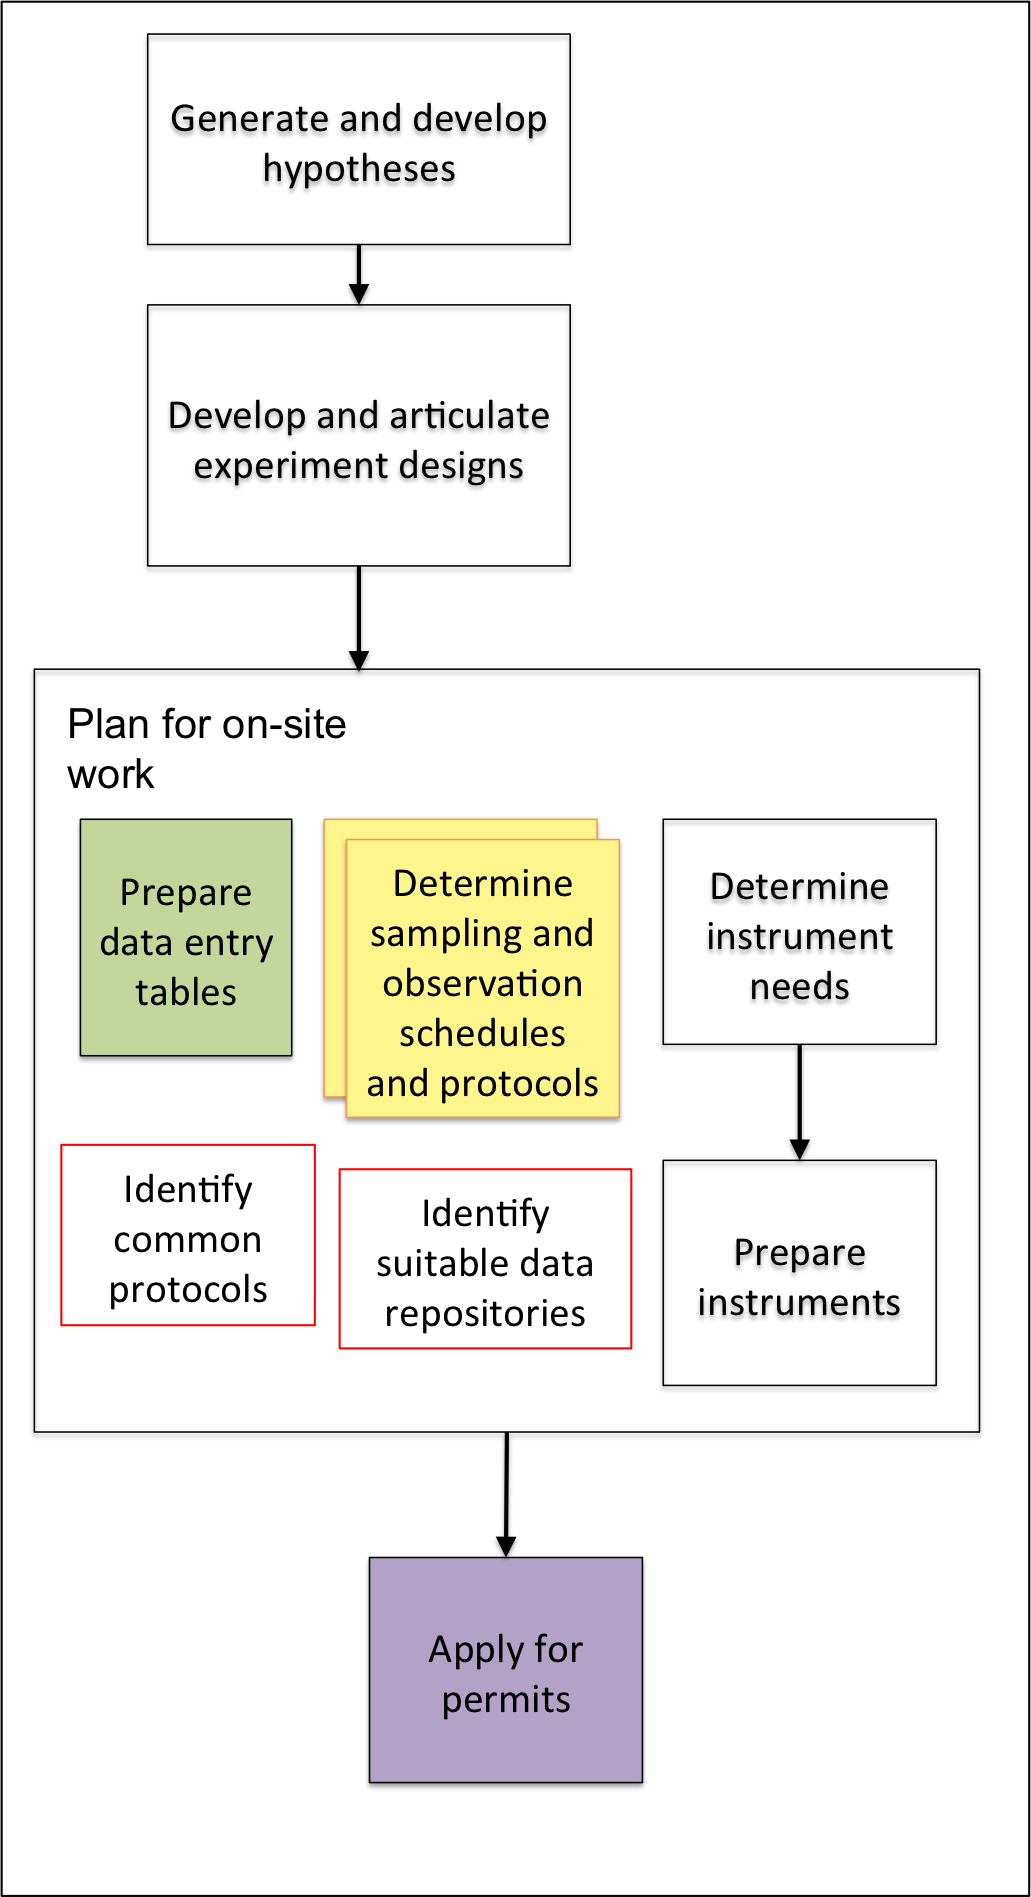 Generate and develop
hypotheses
Develop and articulate
experiment designs
Plan for on-site
work
Prepare
data entry
tables
Determine
sampling and
observation
schedules
and protocols
Determine
instrument
needs
Identify
common
protocols
Identify
suitable data
repositories
Prepare
instruments
Apply for
permits